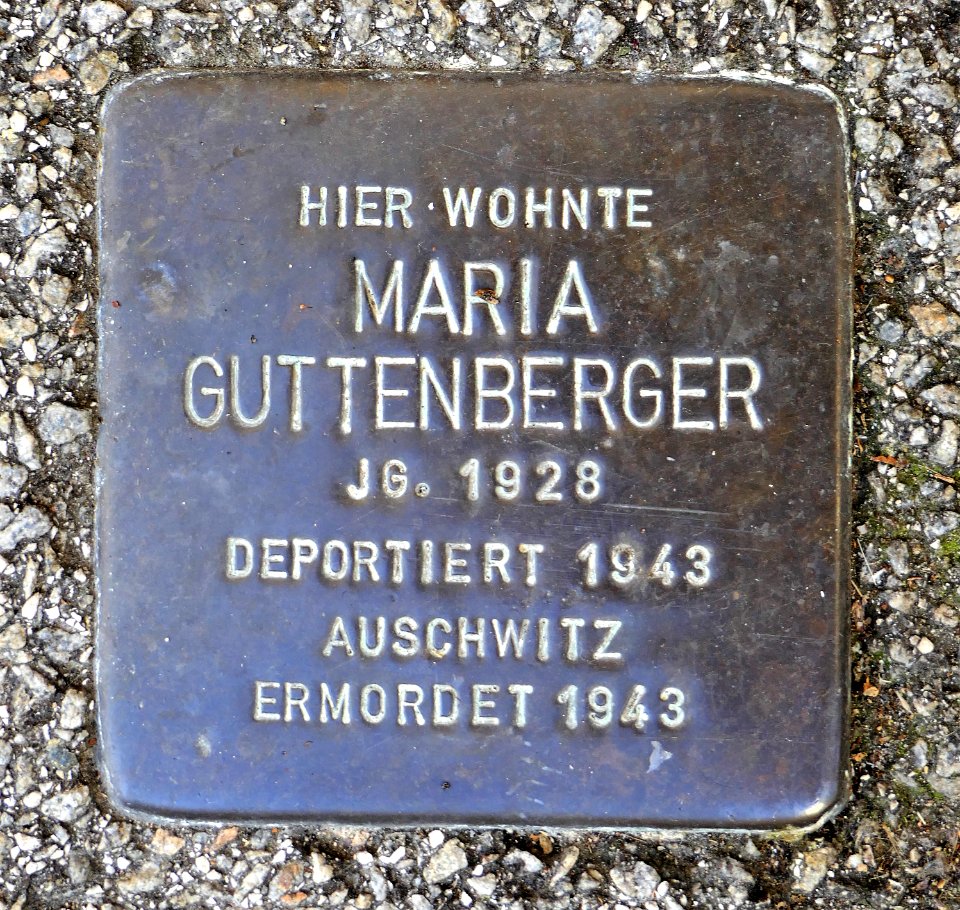 HIER WOHNTE
MARIA
GUTTENBERGER
JG. 1928
DEPORTIERT 1943
AUSCHWITZ
ERMORDET 1943